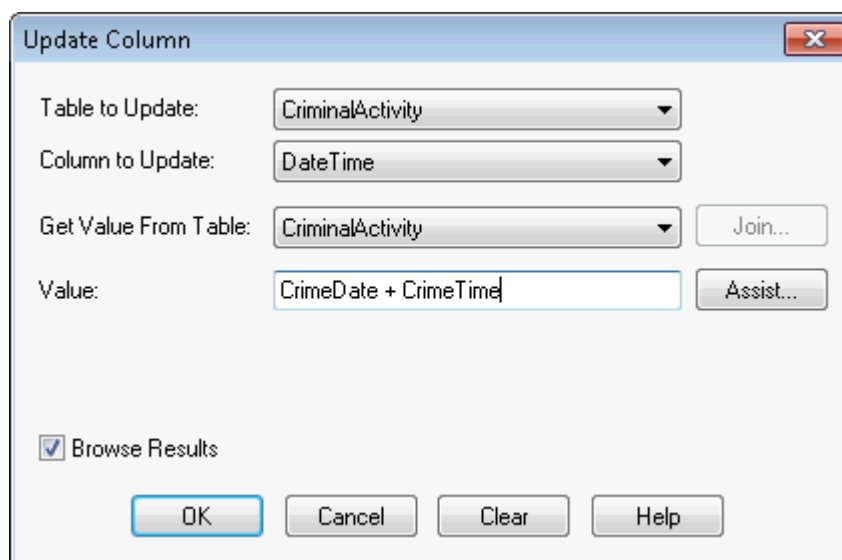 Update Column
Table to Update: CriminalActivity
Column to Update: DateTime
Get Value From Table: CriminalActivity Join...
Value: CrimeDate + CrimeTime Assist...
Browse Results
OK Cancel Clear Help